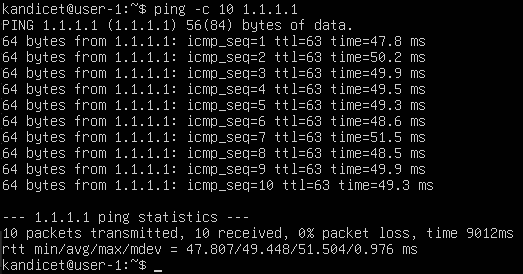 kandicet@user-1:~$ ping -c 10 1.1.1.1
PING 1.1.1.1 (1.1.1.1) 56(84) bytes of data.
64 bytes from 1.1.1.1: icmp_seq=1 ttl=63 time=47.8 ms
64 bytes from 1.1.1.1: icmp_seq=2 ttl=63 time=50.2 ms
64 bytes from 1.1.1.1: icmp_seq=3 ttl=63 time=49.9 ms
64 bytes from 1.1.1.1: icmp_seq=4 ttl=63 time=49.5 ms
64 bytes from 1.1.1.1: icmp_seq=5 ttl=63 time=49.3 ms
64 bytes from 1.1.1.1: icmp_seq=6 ttl=63 time=48.6 ms
64 bytes from 1.1.1.1: icmp_seq=7 ttl=63 time=51.5 ms
64 bytes from 1.1.1.1: icmp_seq=8 ttl=63 time=48.5 ms
64 bytes from 1.1.1.1: icmp_seq=9 ttl=63 time=49.9 ms
64 bytes from 1.1.1.1: icmp_seq=10 ttl=63 time=49.3 ms

--- 1.1.1.1 ping statistics ---
10 packets transmitted, 10 received, 0% packet loss, time 9012ms
rtt min/avg/max/mdev = 47.807/49.448/51.504/0.976 ms
kandicet@user-1:~$ _